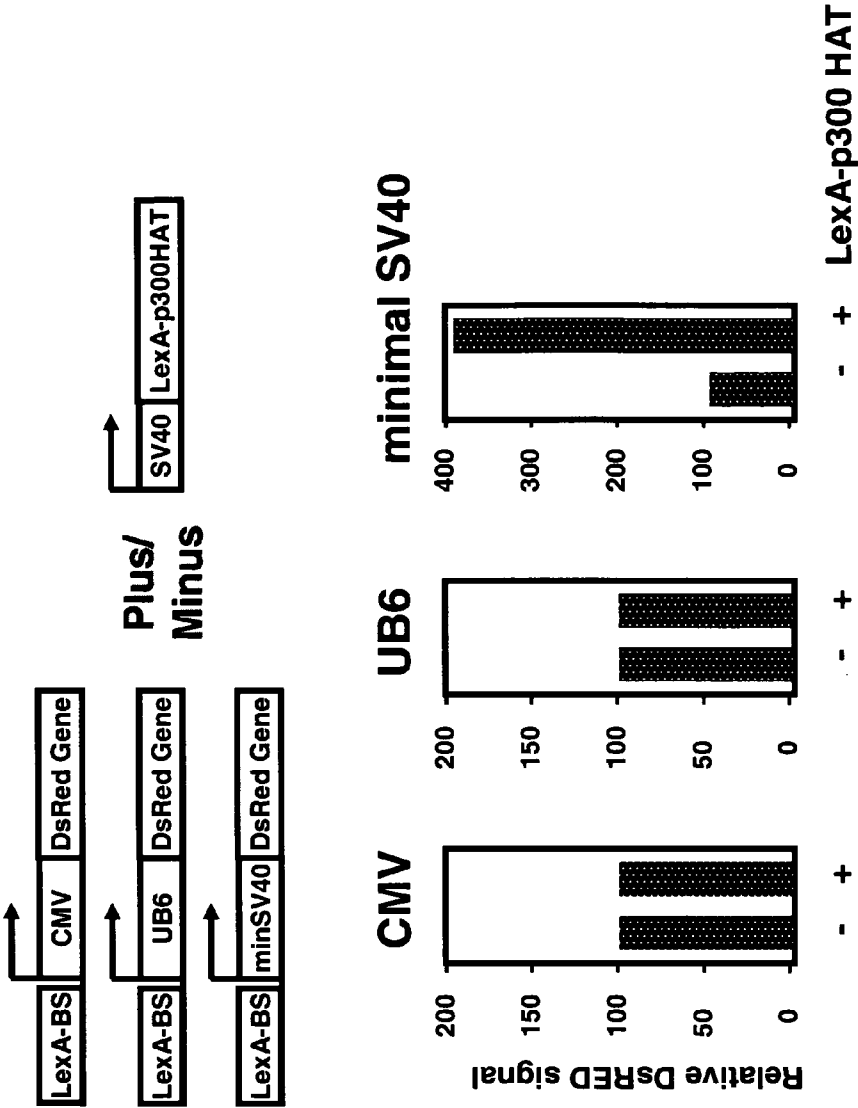 LexA-BS CMV DsRed Gene
LexA-BS UB6 DsRed Gene
LexA-BS minSV40 DsRed Gene
Plus/
Minus
SV40 LexA-p300HAT
Relative DsRED signal
CMV
200
150
100
50
0
- +
UB6
200
150
100
50
0
- +
minimal SV40
400
300
200
100
0
- +
LexA-p300 HAT